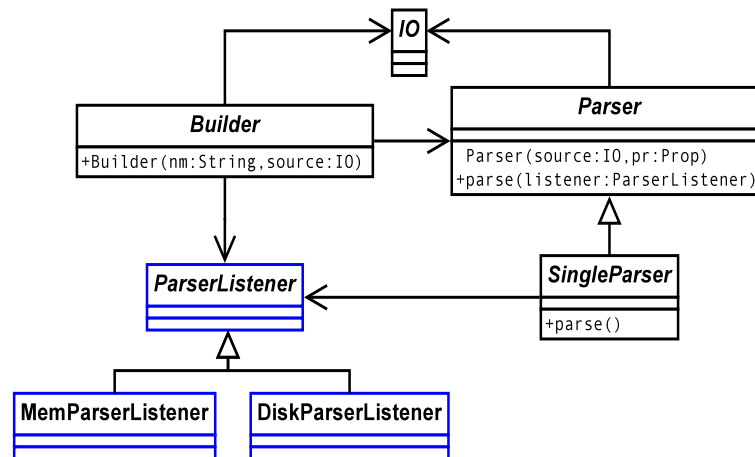 IO
Builder
+Builder(nm:String,source:IO)
Parser
Parser(source:IO,pr:Prop)
+parse(listener:ParserListener)
ParserListener
SingleParser
+parse()
MemParserListener
DiskParserListener